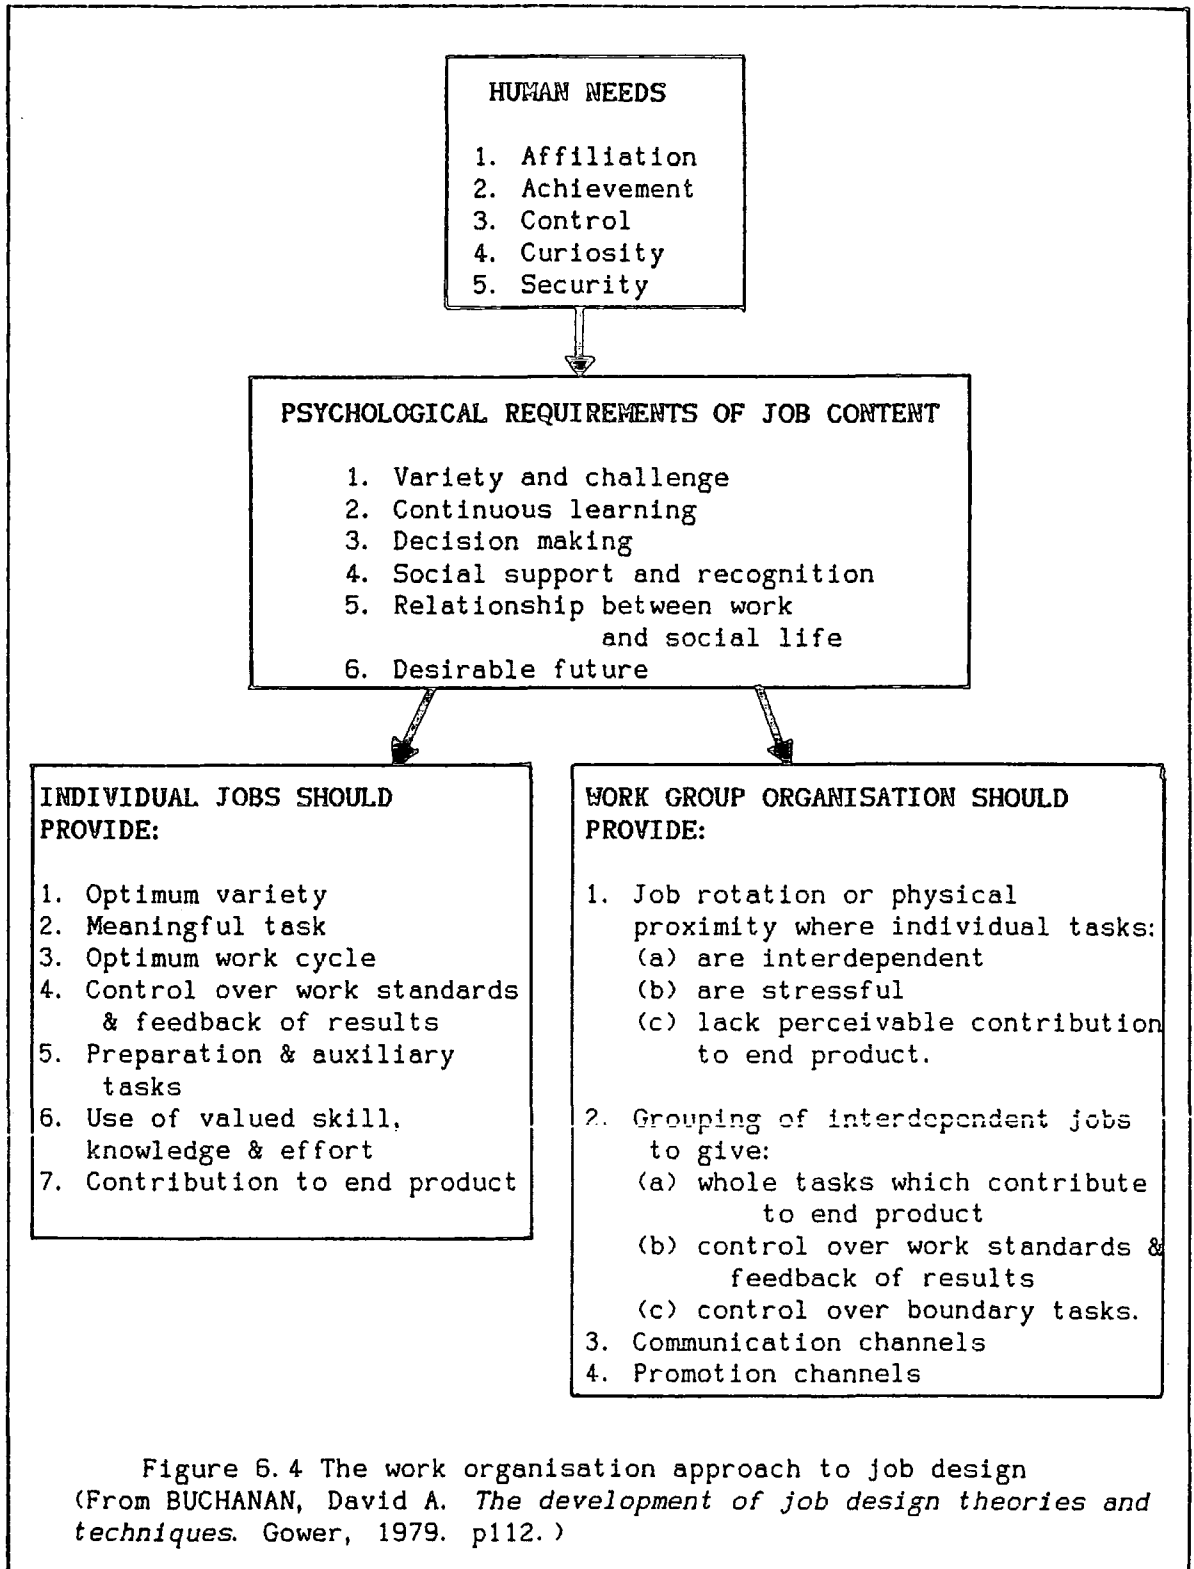 HUMAN NEEDS
1. Affiliation
2. Achievement
3. Control
4. Curiosity
5. Security
PSYCHOLOGICAL REQUIREMENTS OF JOB CONTENT
1. Variety and challenge
2. Continuous learning
3. Decision making
4. Social support and recognition
5. Relationship between work
and social life
6. Desirable future
INDIVIDUAL JOBS SHOULD
PROVIDE:
1. Optimum variety
2. Meaningful task
3. Optimum work cycle
4. Control over work standards
& feedback of results
5. Preparation & auxiliary
tasks
6. Use of valued skill,
knowledge & effort
7. Contribution to end product
WORK GROUP ORGANISATION SHOULD
PROVIDE:
1. Job rotation or physical
proximity where individual tasks:
(a) are interdependent
(b) are stressful
(c) lack perceivable contribution
to end product.
2. Grouping of interdependent jobs
to give:
(a) whole tasks which contribute
to end product
(b) control over work standards &
feedback of results
(c) control over boundary tasks.
3. Communication channels
4. Promotion channels
Figure 6.4 The work organisation approach to job design
(From BUCHANAN, David A. The development of job design theories and
techniques. Gower, 1979. p112.)